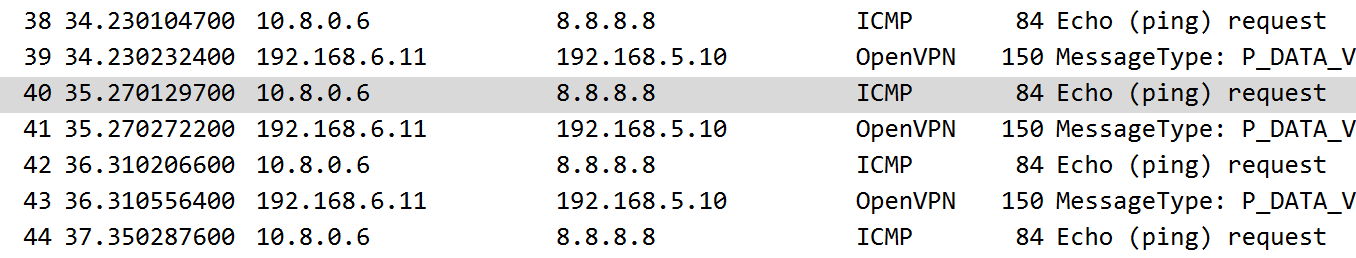 38 34.230104700 10.8.0.6 8.8.8.8 ICMP 84 Echo (ping) request
39 34.230232400 192.168.6.11 192.168.5.10 OpenVPN 150 MessageType: P_DATA_V
40 35.270129700 10.8.0.6 8.8.8.8 ICMP 84 Echo (ping) request
41 35.270272200 192.168.6.11 192.168.5.10 OpenVPN 150 MessageType: P_DATA_V
42 36.310206600 10.8.0.6 8.8.8.8 ICMP 84 Echo (ping) request
43 36.310556400 192.168.6.11 192.168.5.10 OpenVPN 150 MessageType: P_DATA_V
44 37.350287600 10.8.0.6 8.8.8.8 ICMP 84 Echo (ping) request